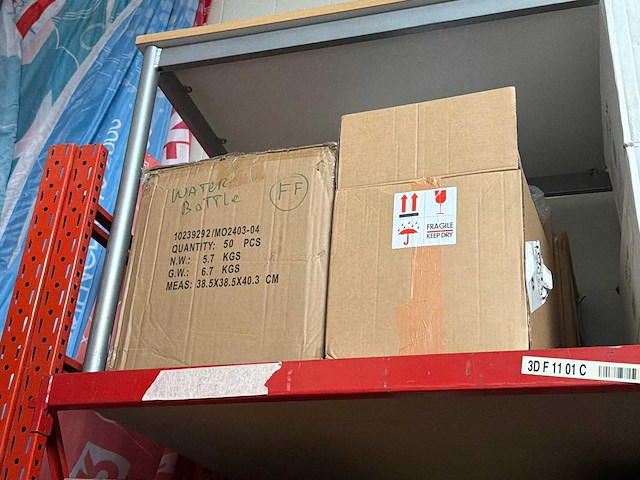 WATER
BOTTLE
FF
10239292/MO2403-04
QUANTITY: 50 PCS
N.W.: 5.7 KGS
G.W.: 6.7 KGS
MEAS: 38.5X38.5X40.3 CM
FRAGILE
KEEP DRY
3D F 11 01 C